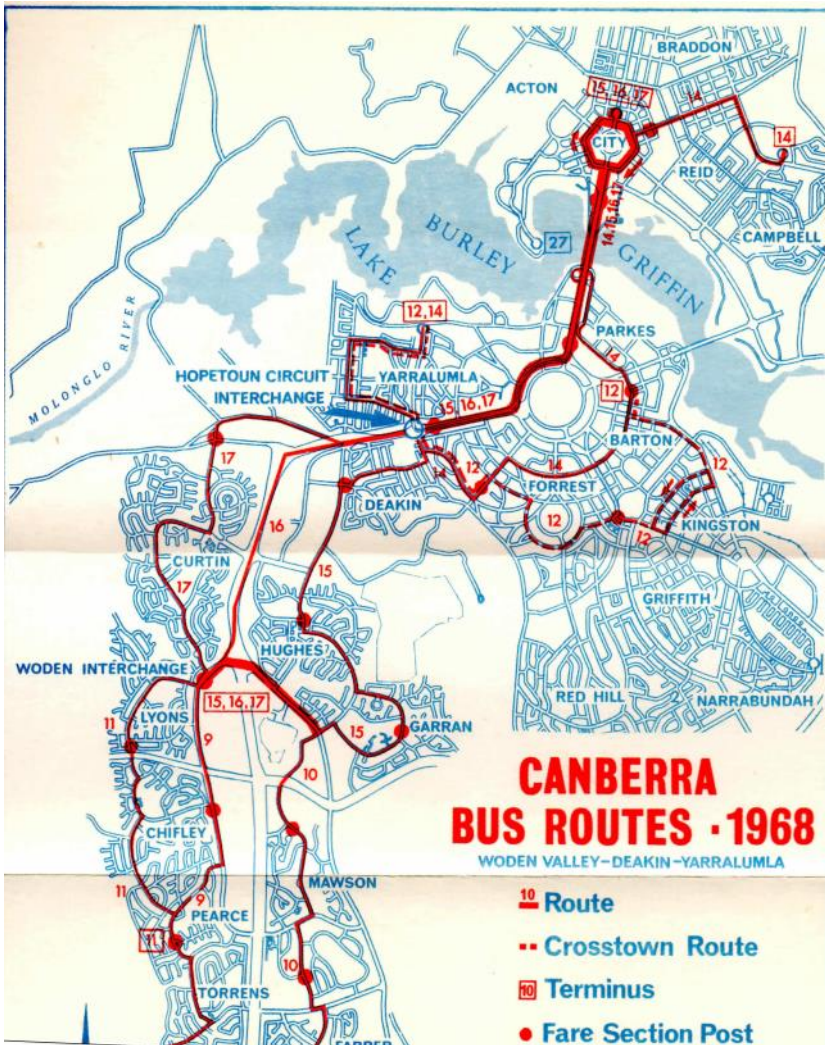 BRADDON
ACTON
15, 16, 17
14
CITY
14
REID
14,15,16,17
CAMPBELL
27
LAKE BURLEY GRIFFIN
MOLONGLO RIVER
12,14
PARKES
14
YARRALUMLA
HOPETOUN CIRCUIT
INTERCHANGE
15, 16, 17
12
BARTON
12
17
14
12
14
FORREST
DEAKIN
16
12
12
KINGSTON
CURTIN
15
17
GRIFFITH
HUGHES
WODEN INTERCHANGE
RED HILL
NARRABUNDAH
15, 16, 17
LYONS
11
9
15
GARRAN
10
CANBERRA
BUS ROUTES · 1968
WODEN VALLEY–DEAKIN–YARRALUMLA
CHIFLEY
11
9
MAWSON
10 Route
PEARCE
11
Crosstown Route
10
TORRENS
10 Terminus
Fare Section Post